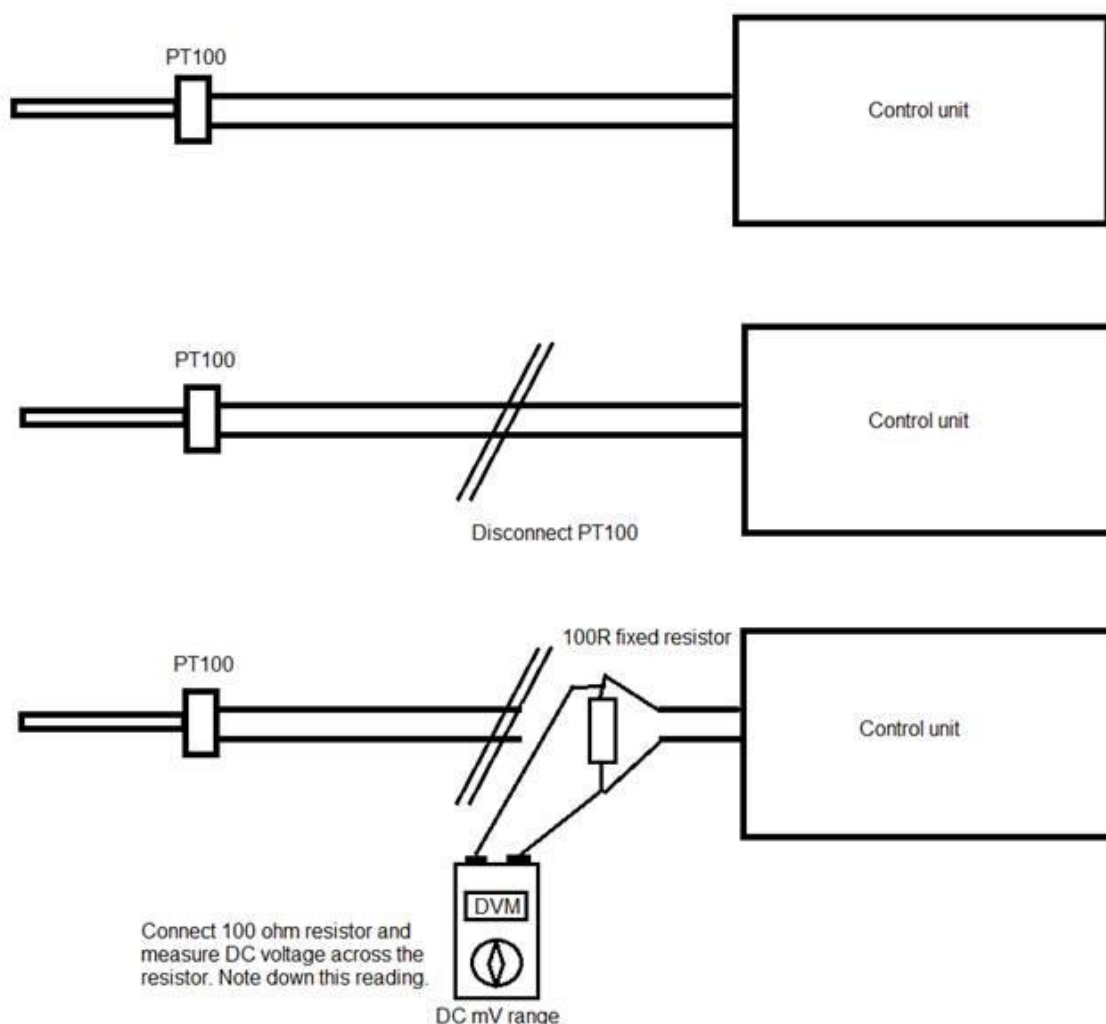 PT100
Control unit
PT100
Control unit
Disconnect PT100
100R fixed resistor
PT100
Control unit
DVM
Connect 100 ohm resistor and
measure DC voltage across the
resistor. Note down this reading.
DC mV range